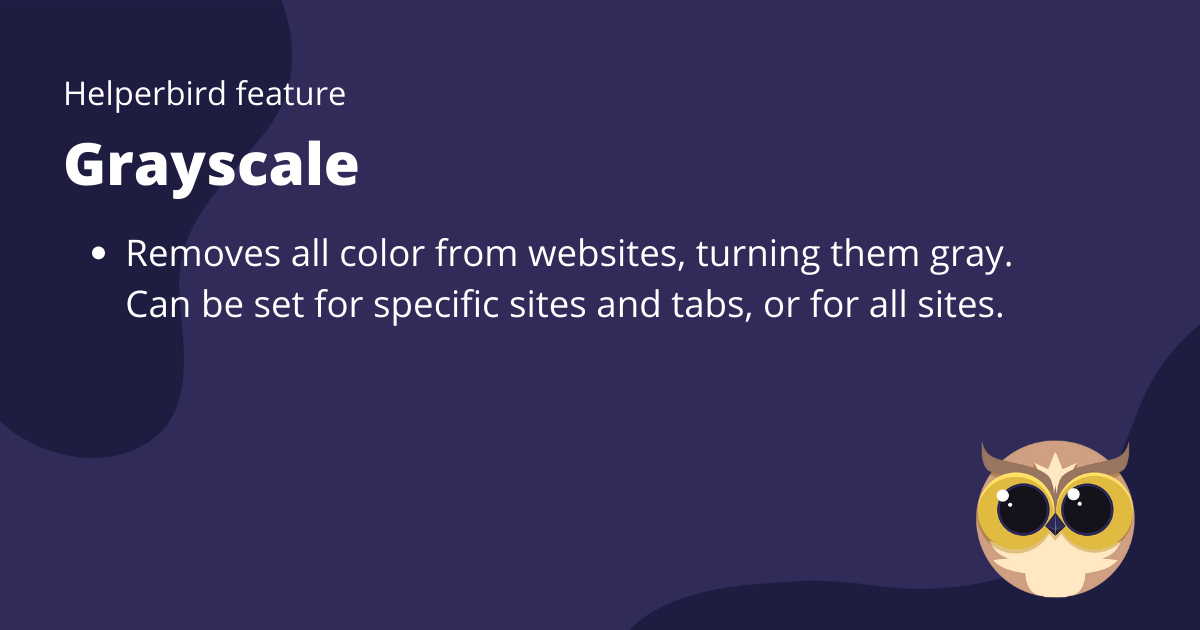 Helperbird feature
Grayscale
• Removes all color from websites, turning them gray.
Can be set for specific sites and tabs, or for all sites.